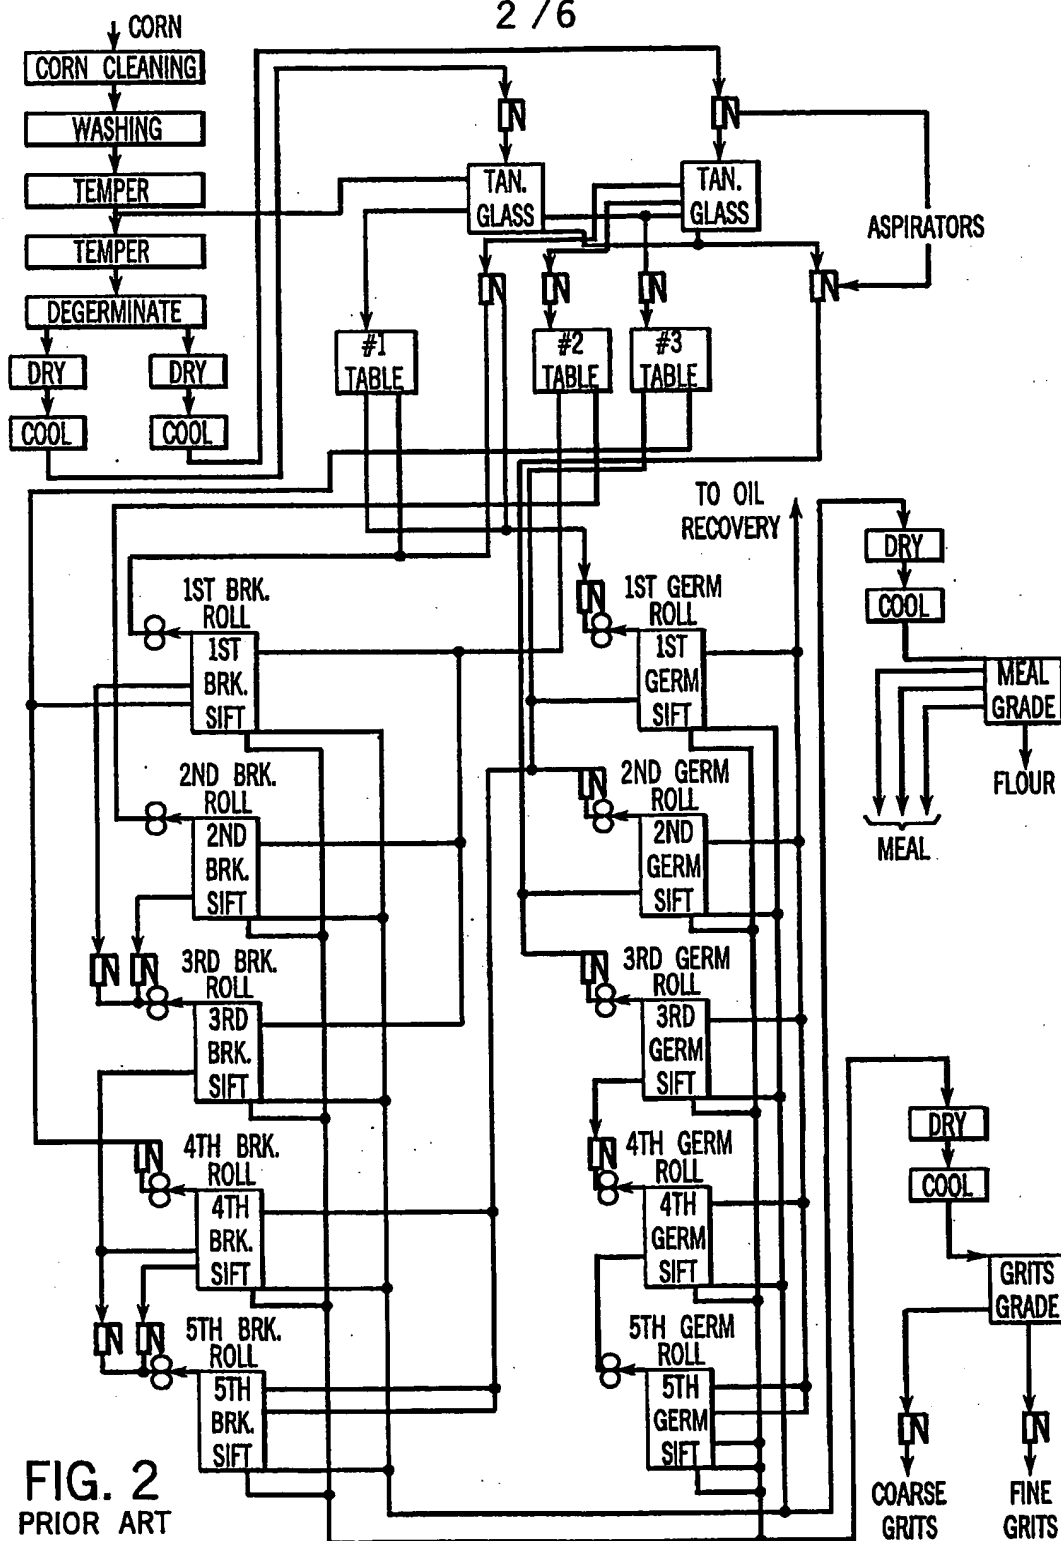 2 / 6
CORN
CORN CLEANING
WASHING
TEMPER
TEMPER
DEGERMINATE
DRY
DRY
COOL
COOL
TAN.
GLASS
TAN.
GLASS
ASPIRATORS
#1
TABLE
#2
TABLE
#3
TABLE
TO OIL
RECOVERY
DRY
COOL
MEAL
GRADE
FLOUR
MEAL
1ST BRK.
ROLL
1ST
BRK.
SIFT
2ND BRK.
ROLL
2ND
BRK.
SIFT
3RD BRK.
ROLL
3RD
BRK.
SIFT
4TH BRK.
ROLL
4TH
BRK.
SIFT
5TH BRK.
ROLL
5TH
BRK.
SIFT
1ST GERM
ROLL
1ST
GERM
SIFT
2ND GERM
ROLL
2ND
GERM
SIFT
3RD GERM
ROLL
3RD
GERM
SIFT
4TH GERM
ROLL
4TH
GERM
SIFT
5TH GERM
ROLL
5TH
GERM
SIFT
DRY
COOL
GRITS
GRADE
COARSE
GRITS
FINE
GRITS
FIG. 2
PRIOR ART